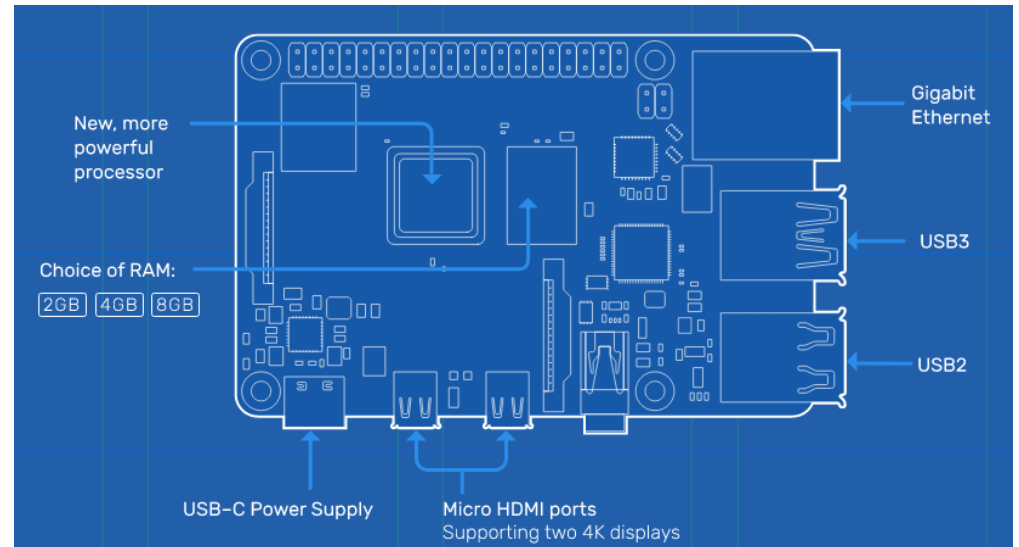 New, more
powerful
processor
Choice of RAM:
2GB 4GB 8GB
USB-C Power Supply
Micro HDMI ports
Supporting two 4K displays
Gigabit
Ethernet
USB3
USB2